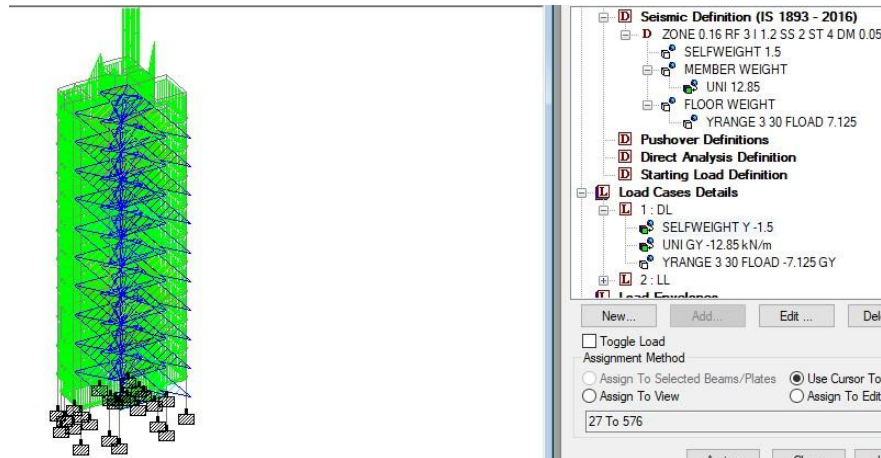 Seismic Definition (IS 1893 - 2016)
ZONE 0.16 RF 3 I 1.2 SS 2 ST 4 DM 0.05
SELFWEIGHT 1.5
MEMBER WEIGHT
UNI 12.85
FLOOR WEIGHT
YRANGE 3 30 FLOAD 7.125
Pushover Definitions
Direct Analysis Definition
Starting Load Definition
Load Cases Details
1 : DL
SELFWEIGHT Y -1.5
UNI GY -12.85 kN/m
YRANGE 3 30 FLOAD -7.125 GY
2 : LL
New... Add... Edit ... Del
Toggle Load
Assignment Method
Assign To Selected Beams/Plates Use Cursor To
Assign To View Assign To Edit
27 To 576